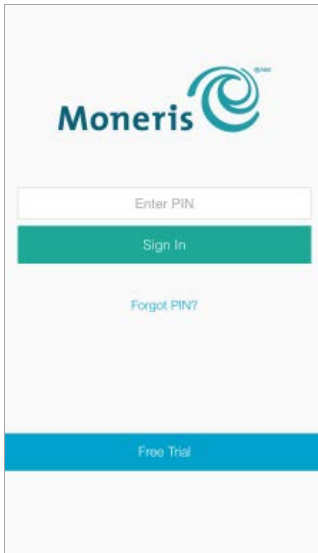 Moneris
Enter PIN
Sign In
Forgot PIN?
Free Trial